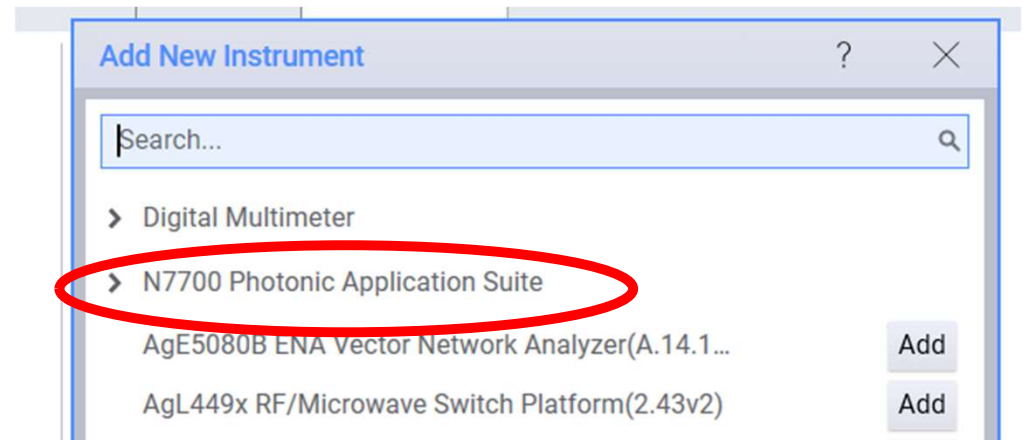 Add New Instrument ?
Search...
Digital Multimeter
N7700 Photonic Application Suite
AgE5080B ENA Vector Network Analyzer(A.14.1... Add
AgL449x RF/Microwave Switch Platform(2.43v2) Add